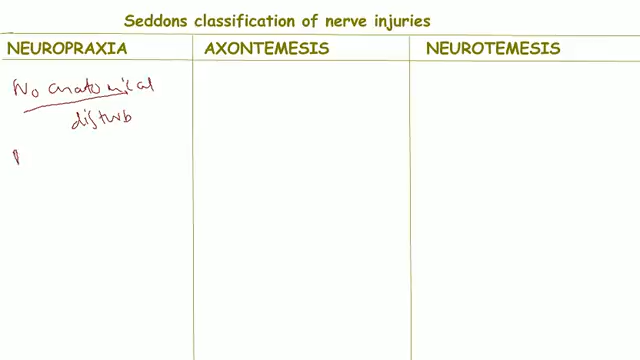 Seddons classification of nerve injuries
NEUROPRAXIA AXONTEMESIS NEUROTEMESIS
No anatomical
disturb